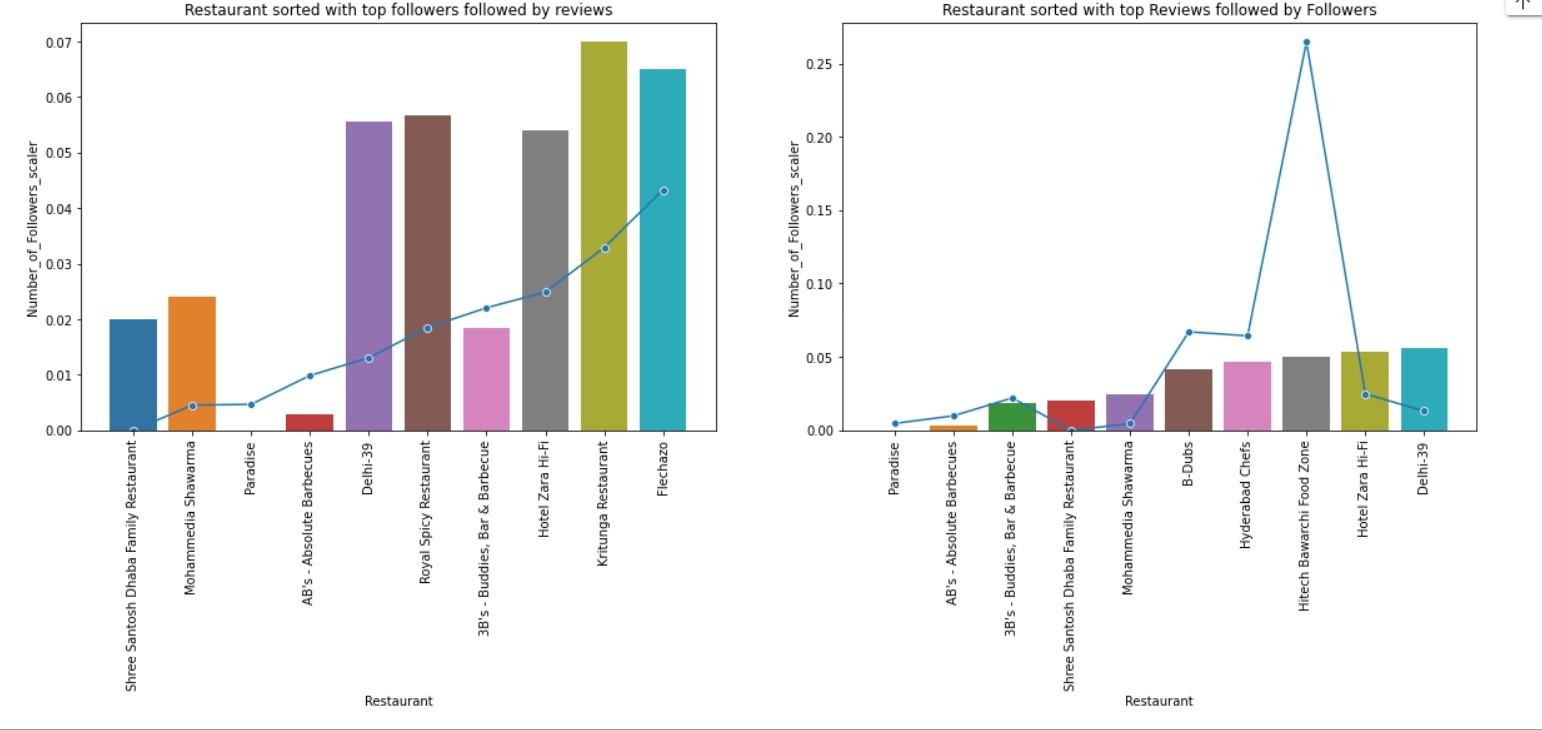 Restaurant sorted with top followers followed by reviews
Number_of_Followers_scaler
0.07
0.06
0.05
0.04
0.03
0.02
0.01
0.00
Shree Santosh Dhaba Family Restaurant
Mohammedia Shawarma
Paradise
AB's - Absolute Barbecues
Delhi-39
Royal Spicy Restaurant
3B's - Buddies, Bar & Barbecue
Hotel Zara Hi-Fi
Kritunga Restaurant
Flechazo
Restaurant
Restaurant sorted with top Reviews followed by Followers
Number_of_Followers_scaler
0.25
0.20
0.15
0.10
0.05
0.00
Paradise
AB's - Absolute Barbecues
3B's - Buddies, Bar & Barbecue
Shree Santosh Dhaba Family Restaurant
Mohammedia Shawarma
B-Dubs
Hyderabad Chefs
Hitech Bawarchi Food Zone
Hotel Zara Hi-Fi
Delhi-39
Restaurant